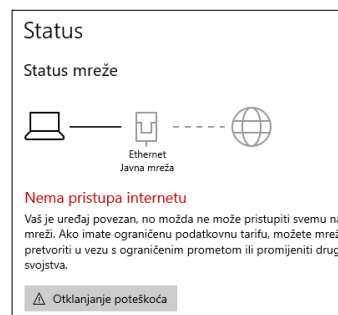 Status
Status mreže
Ethernet
Javna mreža
Nema pristupa internetu
Vaš je uređaj povezan, no možda ne može pristupiti svemu na
mreži. Ako imate ograničenu podatkovnu tarifu, možete mrež
pretvoriti u vezu s ograničenim prometom ili promijeniti drug
svojstva.
Otklanjanje poteškoća